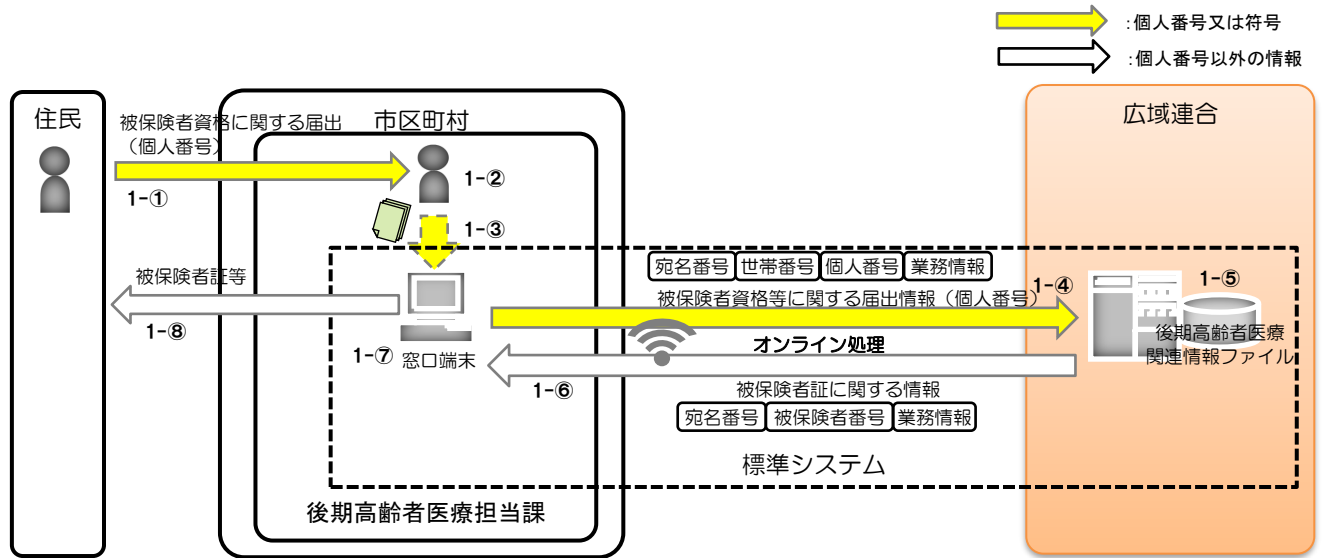 :個人番号又は符号
:個人番号以外の情報
住民
市区町村
広域連合
被保険者資格に関する届出
（個人番号）
1-①
1-②
1-③
宛名番号 世帯番号 個人番号 業務情報
被保険者資格等に関する届出情報（個人番号）
1-④
1-⑤
後期高齢者医療
関連情報ファイル
被保険者証等
1-⑧
1-⑦
窓口端末
オンライン処理
1-⑥
被保険者証に関する情報
宛名番号 被保険者番号 業務情報
標準システム
後期高齢者医療担当課